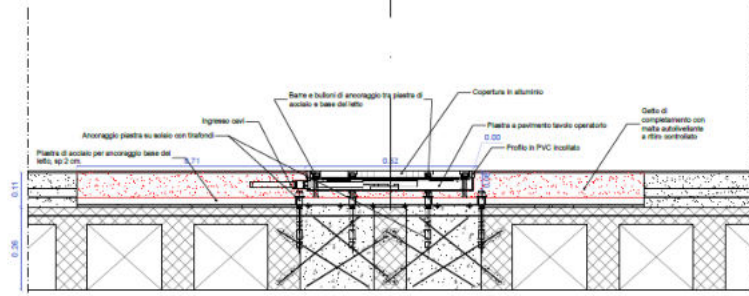 Barre e bulloni di ancoraggio tra piastra di
acciaio e base del letto
Copertura in alluminio
Ingresso cavi
Getto di
completamento con
malta autolivellante
a ritiro controllato
Ancoraggio piastra su solaio con tirafondi
Piastra a pavimento tavolo operatorio
0.00
Profilo in PVC incollato
Piastra di acciaio per ancoraggio base del
letto, sp 2 cm.
0.71
0.52
0.11
0.26